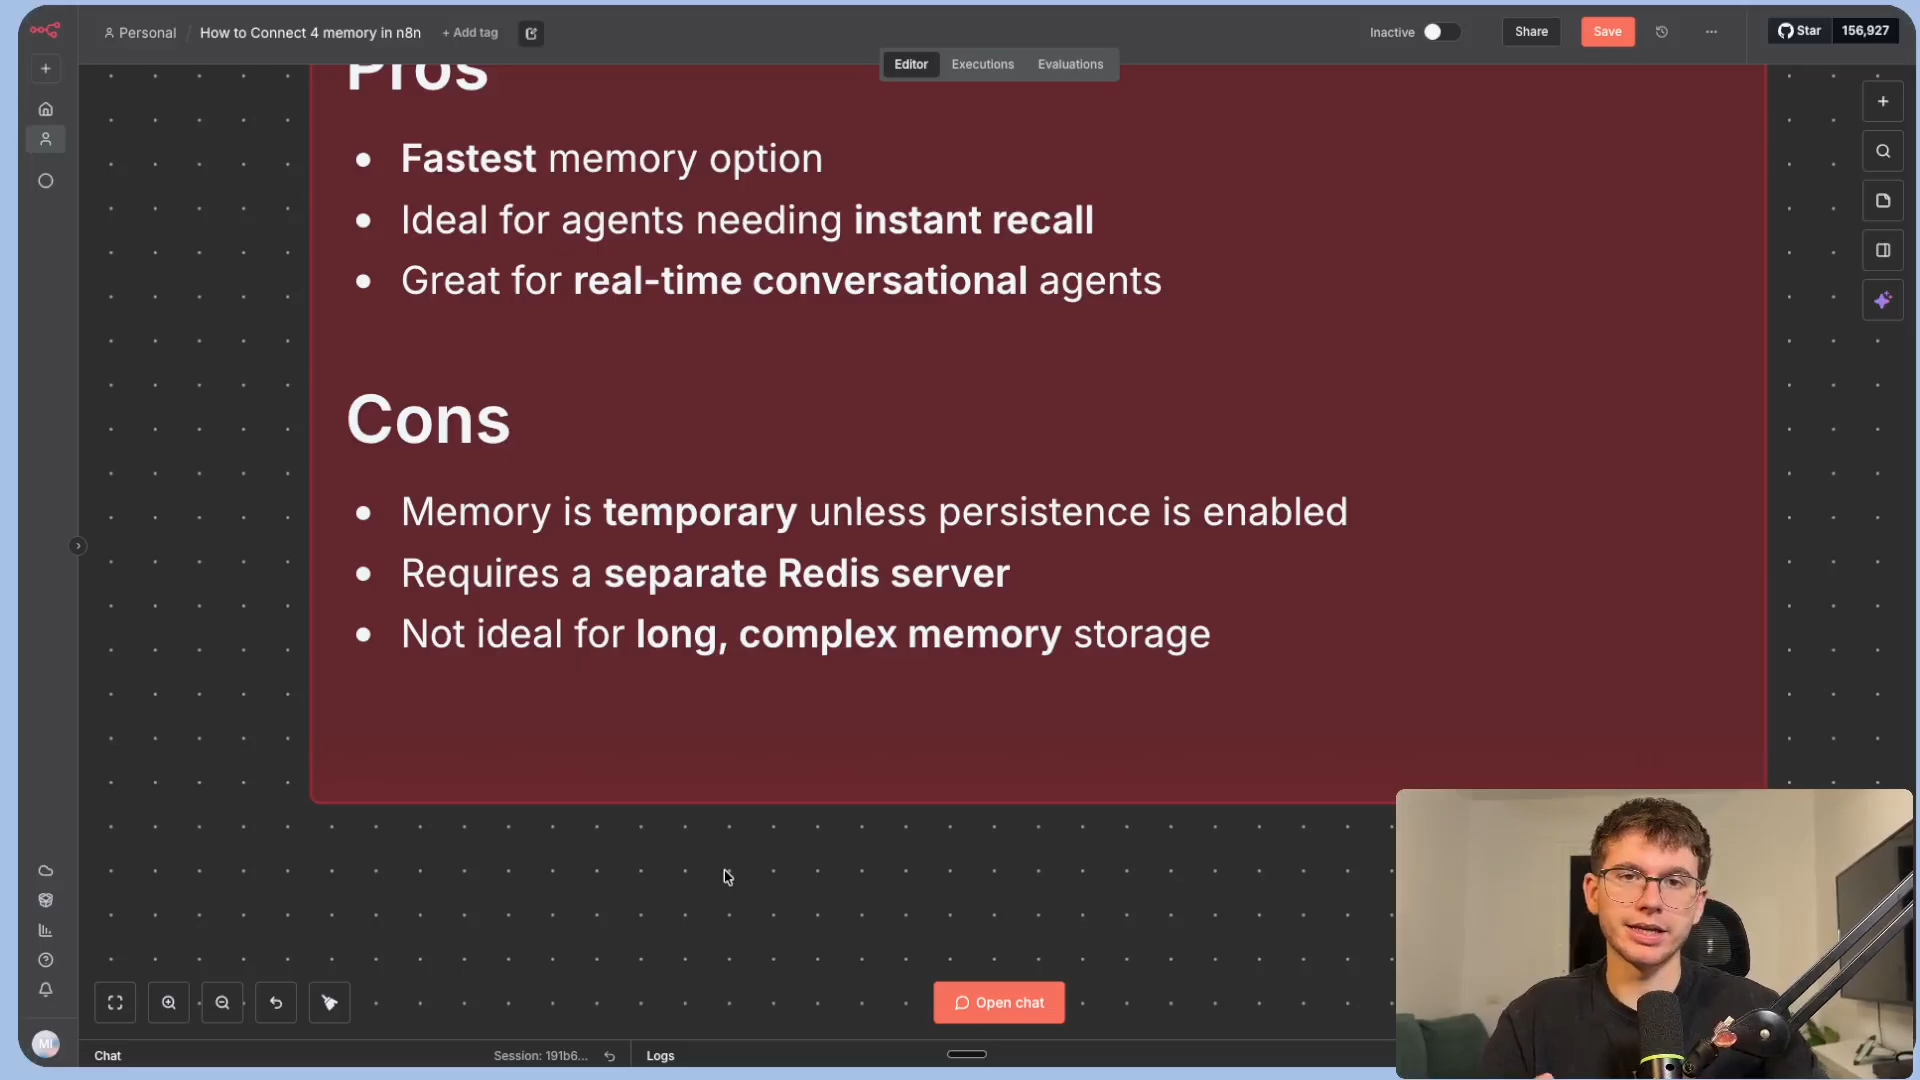 Personal / How to Connect 4 memory in n8n + Add tag
Inactive Share Save ... Star 156,927
Editor Executions Evaluations
Pros
• Fastest memory option
• Ideal for agents needing instant recall
• Great for real-time conversational agents
Cons
• Memory is temporary unless persistence is enabled
• Requires a separate Redis server
• Not ideal for long, complex memory storage
Open chat
MI
Chat Session: 191b6... Logs